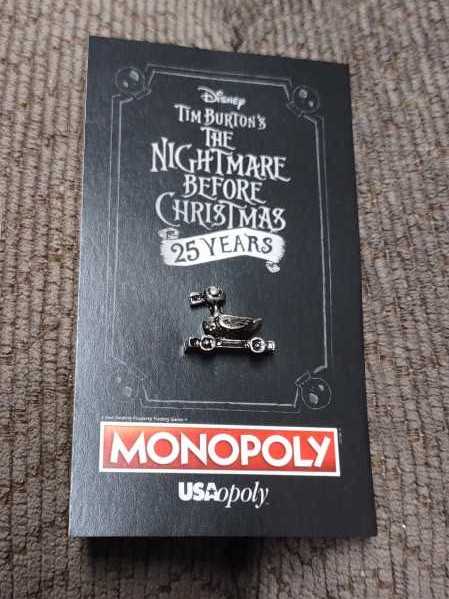 Disney
TIM BURTON'S
THE
NIGHTMARE
BEFORE
CHRISTMAS
25 YEARS
MONOPOLY
USAopoly